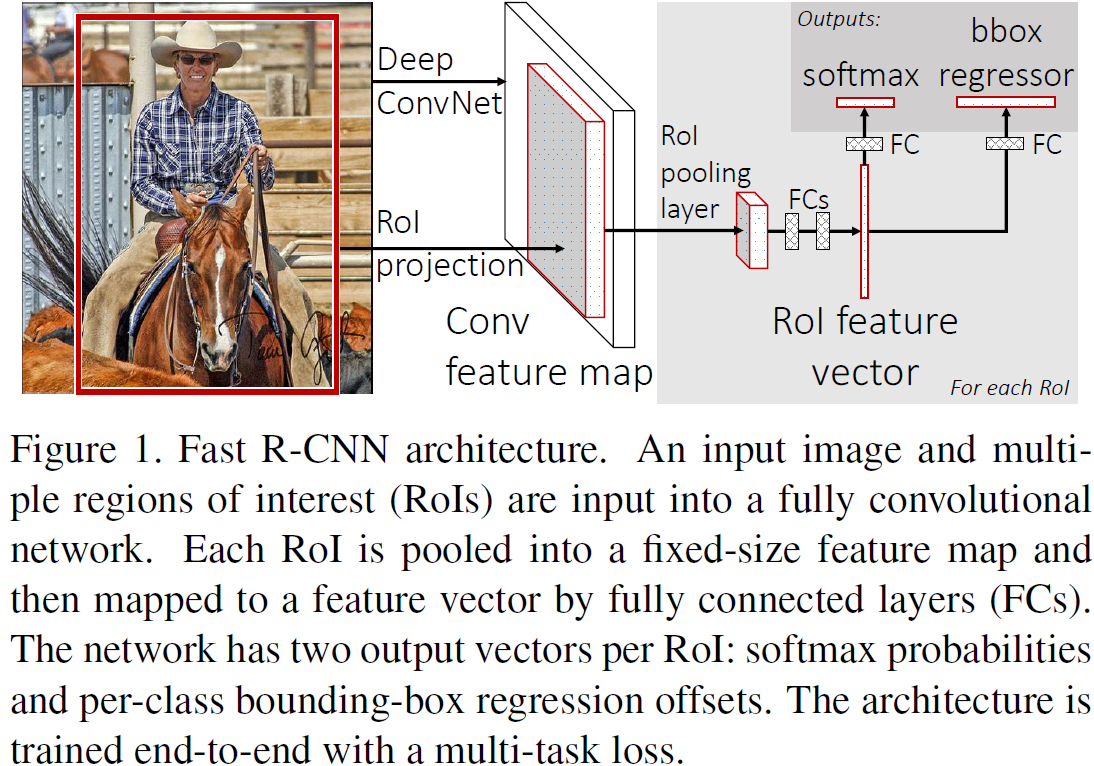 Outputs:
bbox
softmax regressor
Deep
ConvNet
FC FC
RoI
pooling
layer
FCs
RoI
projection
Conv
feature map
RoI feature
vector
For each RoI
Figure 1. Fast R-CNN architecture. An input image and multi-
ple regions of interest (RoIs) are input into a fully convolutional
network. Each RoI is pooled into a fixed-size feature map and
then mapped to a feature vector by fully connected layers (FCs).
The network has two output vectors per RoI: softmax probabilities
and per-class bounding-box regression offsets. The architecture is
trained end-to-end with a multi-task loss.